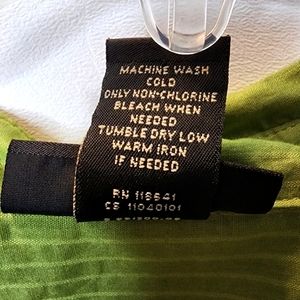 MACHINE WASH
COLD
ONLY NON-CHLORINE
BLEACH WHEN
NEEDED
TUMBLE DRY LOW
WARM IRON
IF NEEDED
RN 116541
CS 11040101